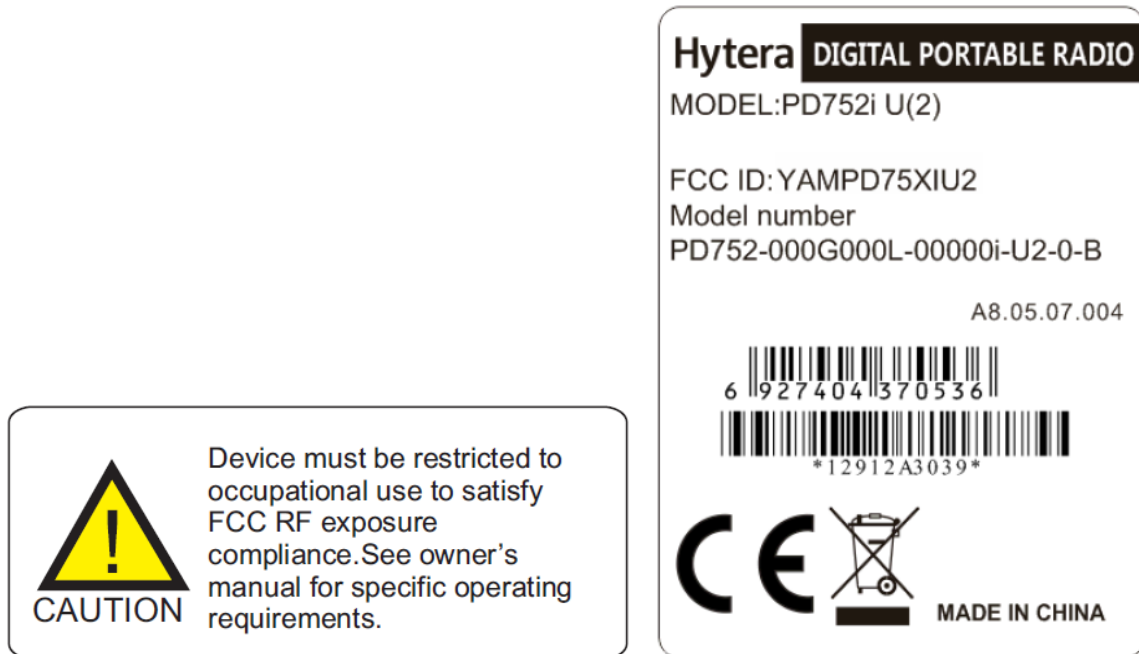 Hytera DIGITAL PORTABLE RADIO
MODEL:PD752i U(2)
FCC ID: YAMPD75XIU2
Model number
PD752-000G000L-00000i-U2-0-B
A8.05.07.004
6 927404 370536
*12912A3039*
CE
MADE IN CHINA
!
CAUTION
Device must be restricted to
occupational use to satisfy
FCC RF exposure
compliance.See owner's
manual for specific operating
requirements.